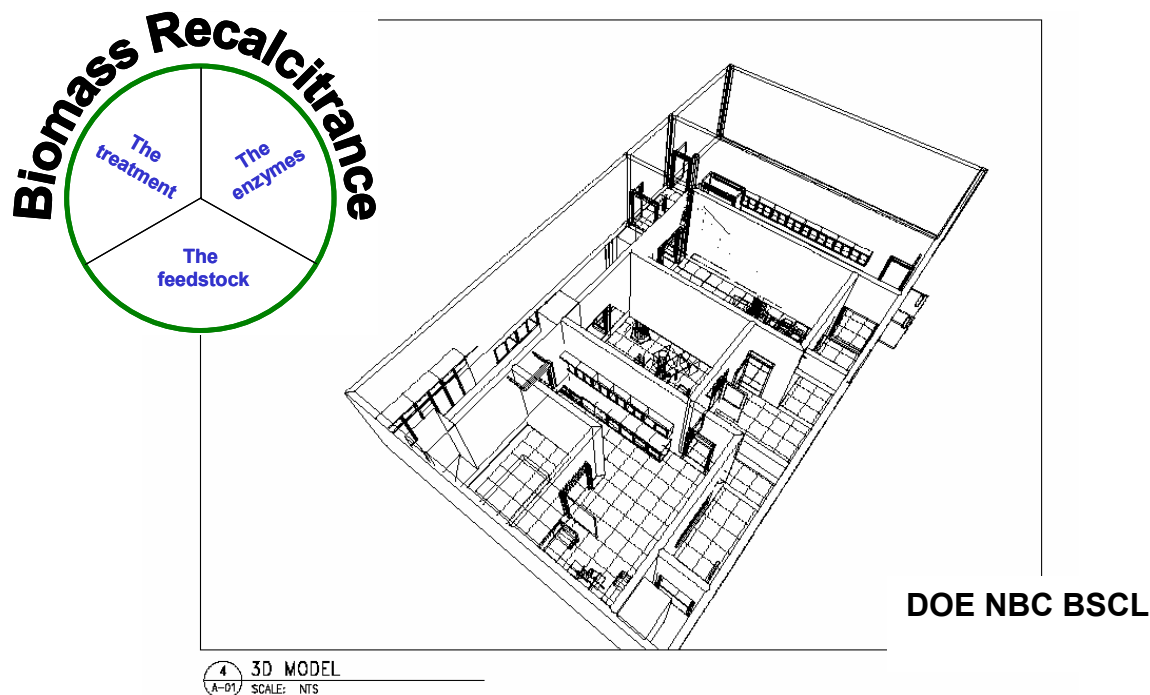 Biomass Recalcitrance
The
treatment
The
enzymes
The
feedstock
DOE NBC BSCL
4
A-01
3D MODEL
SCALE: NTS